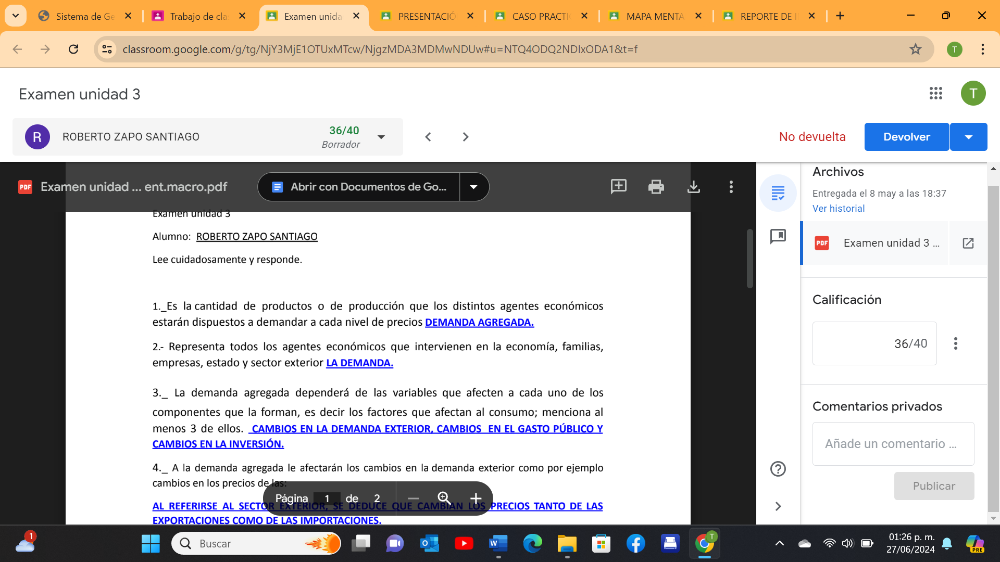 Sistema de Ge
Trabajo de clas
Examen unida
PRESENTACIÓ
CASO PRACTI
MAPA MENTA
REPORTE DE I
classroom.google.com/g/tg/NjY3MjE1OTUxMTcw/NjgzMDA3MDMwNDUw#u=NTQ4ODQ2NDIxODA1&t=f
T
Examen unidad 3
T
R
ROBERTO ZAPO SANTIAGO
36/40
Borrador
No devuelta
Devolver
PDF
Examen unidad ... ent.macro.pdf
Abrir con Documentos de Go...
Examen unidad 3
Alumno: ROBERTO ZAPO SANTIAGO
Lee cuidadosamente y responde.
1._Es la cantidad de productos o de producción que los distintos agentes económicos
estarán dispuestos a demandar a cada nivel de precios DEMANDA AGREGADA.
2.- Representa todos los agentes económicos que intervienen en la economía, familias,
empresas, estado y sector exterior LA DEMANDA.
3._ La demanda agregada dependerá de las variables que afecten a cada uno de los
componentes que la forman, es decir los factores que afectan al consumo; menciona al
menos 3 de ellos. CAMBIOS EN LA DEMANDA EXTERIOR, CAMBIOS EN EL GASTO PÚBLICO Y
CAMBIOS EN LA INVERSIÓN.
4._ A la demanda agregada le afectarán los cambios en la demanda exterior como por ejemplo
cambios en los precios de las:
AL REFERIRSE AL SECTOR EXTERIOR, SE DEDUCE QUE CAMBIAN LOS PRECIOS TANTO DE LAS
EXPORTACIONES COMO DE LAS IMPORTACIONES.
Página 1 de 2
Archivos
Entregada el 8 may a las 18:37
Ver historial
PDF
Examen unidad 3 ...
Calificación
36/40
Comentarios privados
Añade un comentario ...
Publicar
1
Buscar
T
01:26 p. m.
27/06/2024
PRE